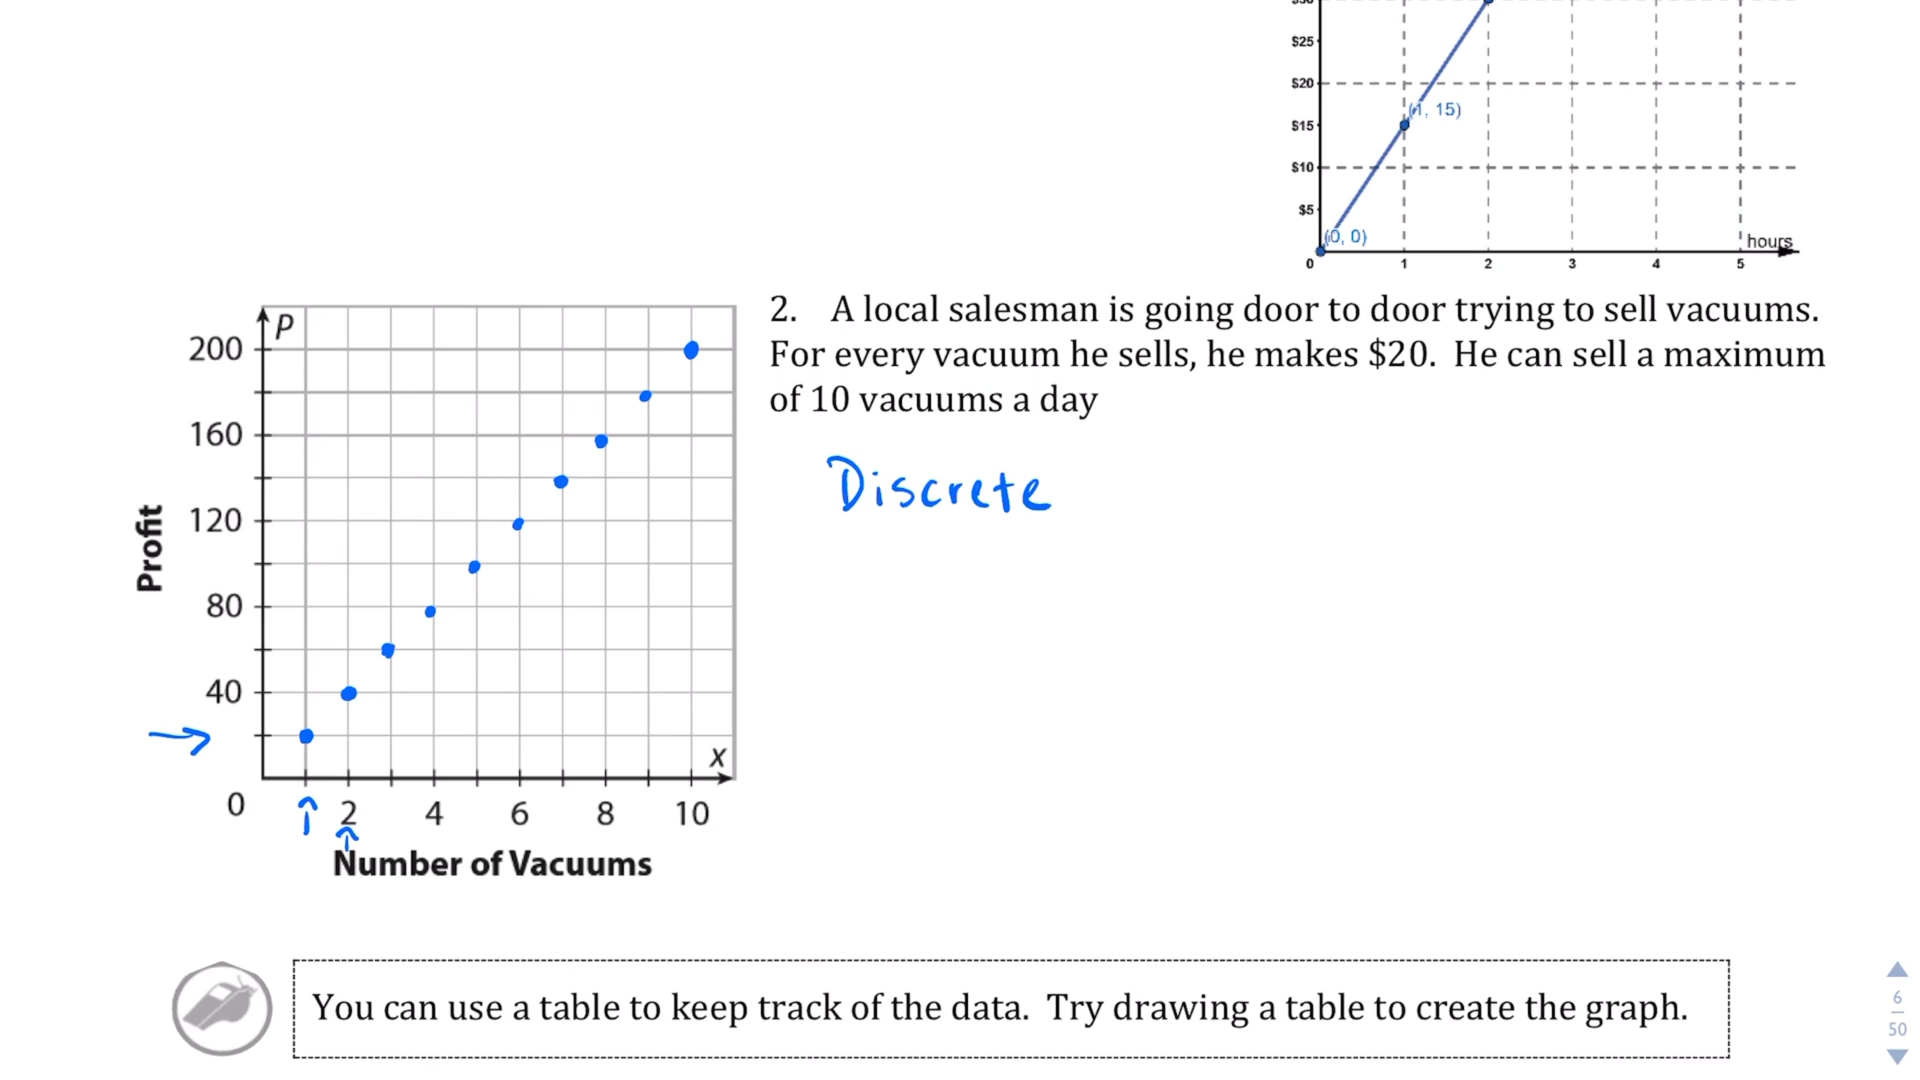 $25
$20
(1, 15)
$15
$10
$5
(0, 0)
hours
0 1 2 3 4 5
2. A local salesman is going door to door trying to sell vacuums.
For every vacuum he sells, he makes $20. He can sell a maximum
of 10 vacuums a day
Discrete
P
200
160
120
80
40
Profit
x
0 2 4 6 8 10
Number of Vacuums
You can use a table to keep track of the data. Try drawing a table to create the graph.
6
50